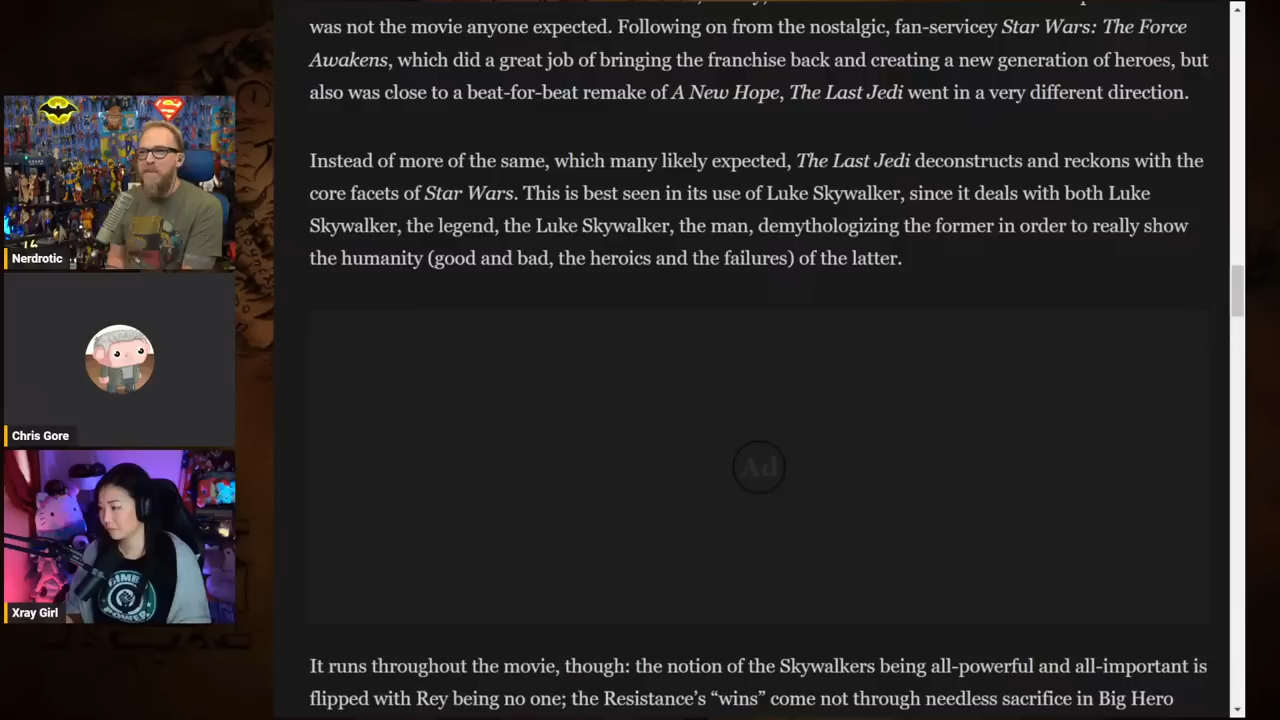 was not the movie anyone expected. Following on from the nostalgic, fan-servicey Star Wars: The Force
Awakens, which did a great job of bringing the franchise back and creating a new generation of heroes, but
also was close to a beat-for-beat remake of A New Hope, The Last Jedi went in a very different direction.
Instead of more of the same, which many likely expected, The Last Jedi deconstructs and reckons with the
core facets of Star Wars. This is best seen in its use of Luke Skywalker, since it deals with both Luke
Skywalker, the legend, the Luke Skywalker, the man, demythologizing the former in order to really show
the humanity (good and bad, the heroics and the failures) of the latter.
Ad
It runs throughout the movie, though: the notion of the Skywalkers being all-powerful and all-important is
flipped with Rey being no one; the Resistance’s “wins” come not through needless sacrifice in Big Hero
Nerdrotic
Chris Gore
Xray Girl
POWER